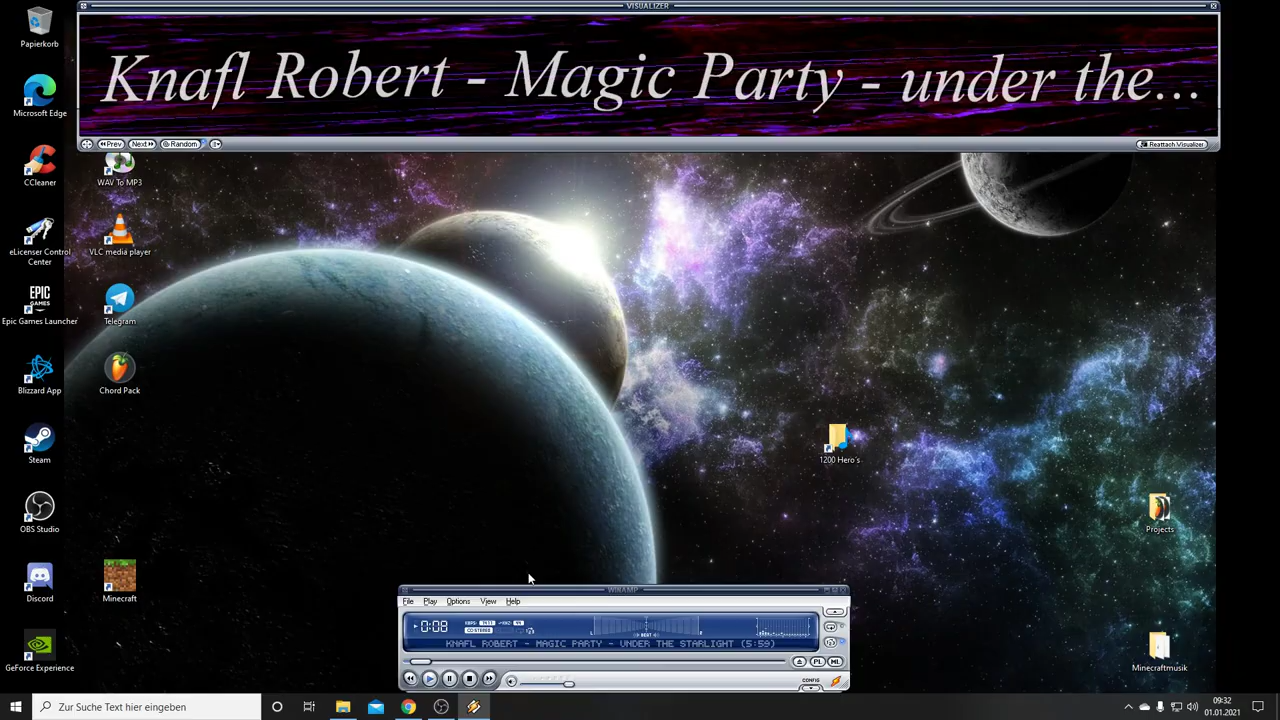 VISUALIZER
Knafl Robert - Magic Party - under the...
Prev
Next
Random
Reattach Visualizer
Papierkorb
Microsoft Edge
CCleaner
WAV To MP3
eLicenser Control
Center
VLC media player
EPIC
GAMES
Epic Games Launcher
Telegram
Blizzard App
Chord Pack
Steam
1200 Hero's
OBS Studio
Projects
Discord
Minecraft
GeForce Experience
Minecraftmusik
WINAMP
File Play Options View Help
0:08
KNAFL ROBERT - MAGIC PARTY - UNDER THE STARLIGHT (5:59)
PL
ML
CONFIG
Zur Suche Text hier eingeben
09:32
01.01.2021